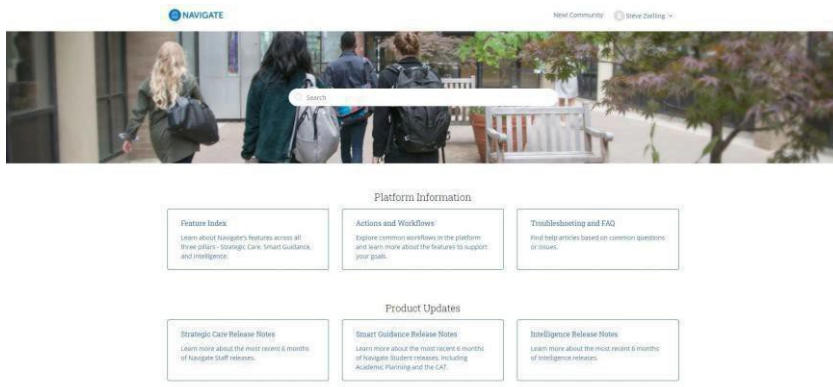 NAVIGATE
New! Community
Steve Zwilling
Search
Platform Information
Feature Index
Learn about Navigate's features across all
three pillars - Strategic Care, Smart Guidance,
and Intelligence.
Actions and Workflows
Explore common workflows in the platform
and learn more about the features to support
your goals.
Troubleshooting and FAQ
Find help articles based on common questions
or issues.
Product Updates
Strategic Care Release Notes
Learn more about the most recent 6 months
of Navigate Staff releases.
Smart Guidance Release Notes
Learn more about the most recent 6 months
of Navigate Student releases, including
Academic Planning and the CAT.
Intelligence Release Notes
Learn more about the most recent 6 months
of Intelligence releases.